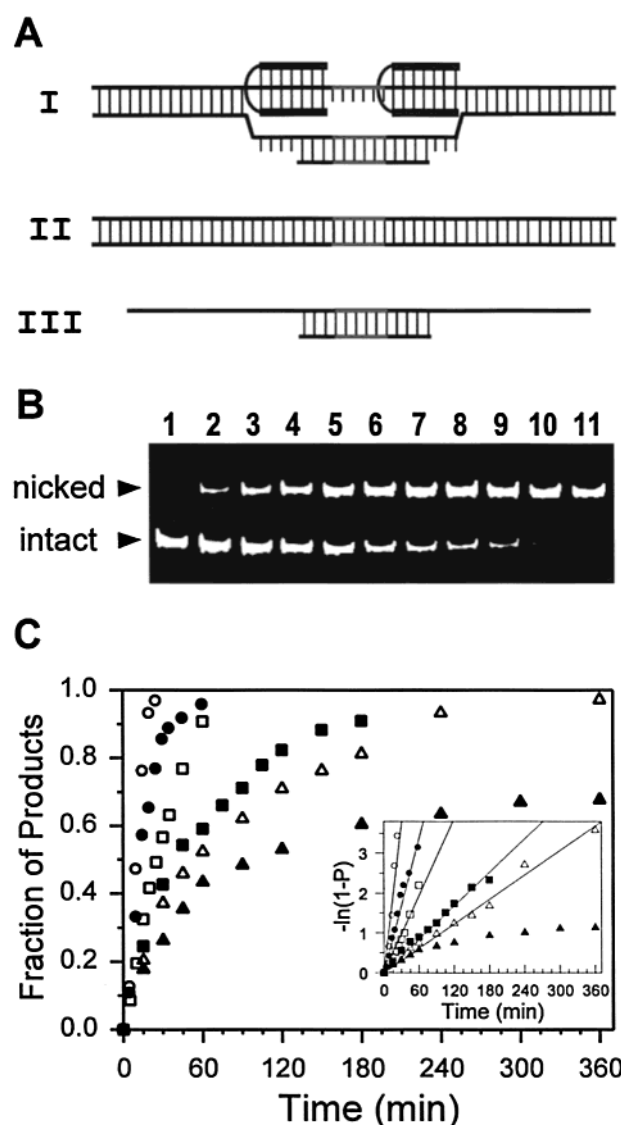 A
I
II
III
B
1 2 3 4 5 6 7 8 9 10 11
nicked
intact
C
Fraction of Products
1.0
0.8
0.6
0.4
0.2
0.0
0 60 120 180 240 300 360
Time (min)
-ln(1-P)
3
2
1
0
0 60 120 180 240 300 360
Time (min)